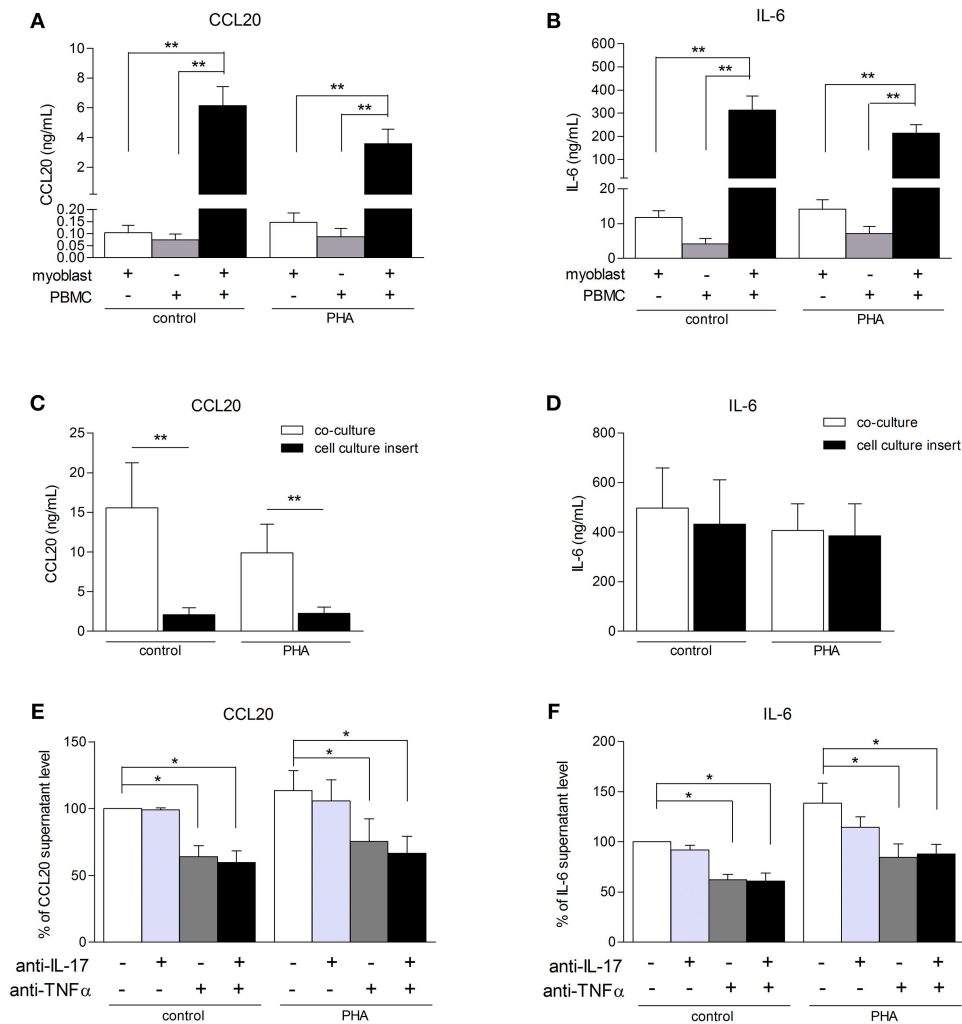 A
CCL20
CCL20 (ng/mL)
10
8
6
4
2
0.20
0.15
0.10
0.05
0.00
**
**
**
**
myoblast + - + + - +
PBMC - + + - + +
control PHA
B
IL-6
IL-6 (ng/mL)
600
500
400
300
200
100
20
10
0
**
**
**
**
myoblast + - + + - +
PBMC - + + - + +
control PHA
C
CCL20
CCL20 (ng/mL)
25
20
15
10
5
0
co-culture
cell culture insert
**
**
control PHA
D
IL-6
IL-6 (ng/mL)
800
600
400
200
0
co-culture
cell culture insert
control PHA
E
CCL20
% of CCL20 supernatant level
150
100
50
0
*
*
*
*
anti-IL-17 - + - + - + - +
anti-TNFα - - + + - - + +
control PHA
F
IL-6
% of IL-6 supernatant level
200
150
100
50
0
*
*
*
*
anti-IL-17 - + - + - + - +
anti-TNFα - - + + - - + +
control PHA